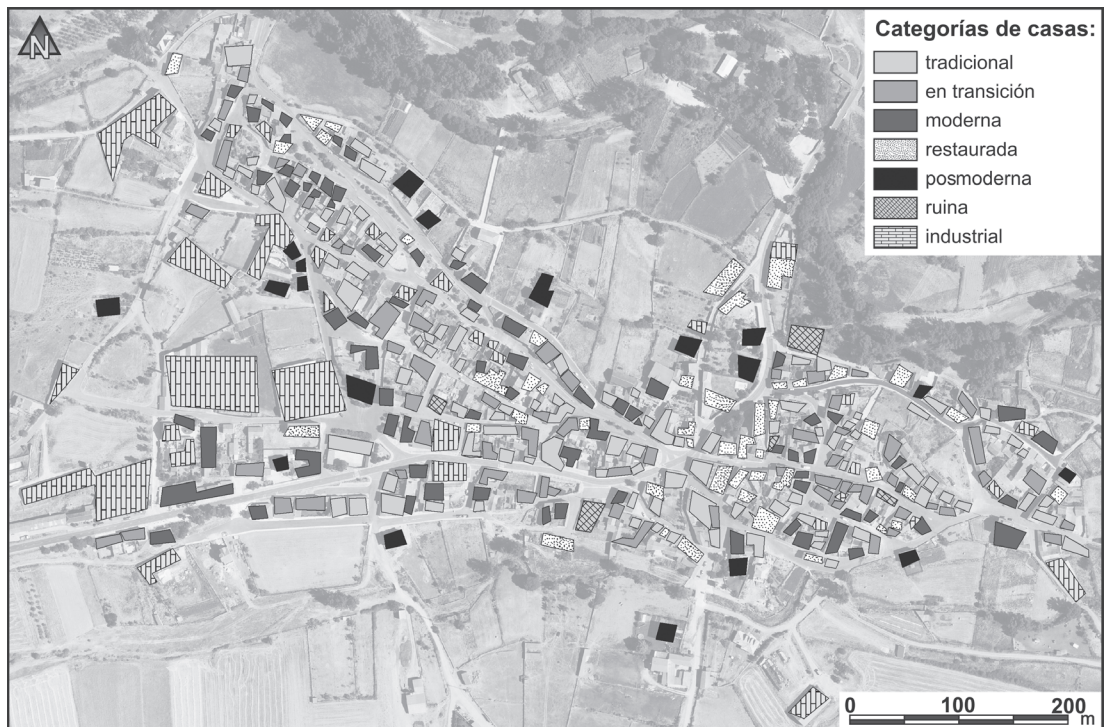 N
Categorías de casas:
tradicional
en transición
moderna
restaurada
posmoderna
ruina
industrial
0 100 200
m